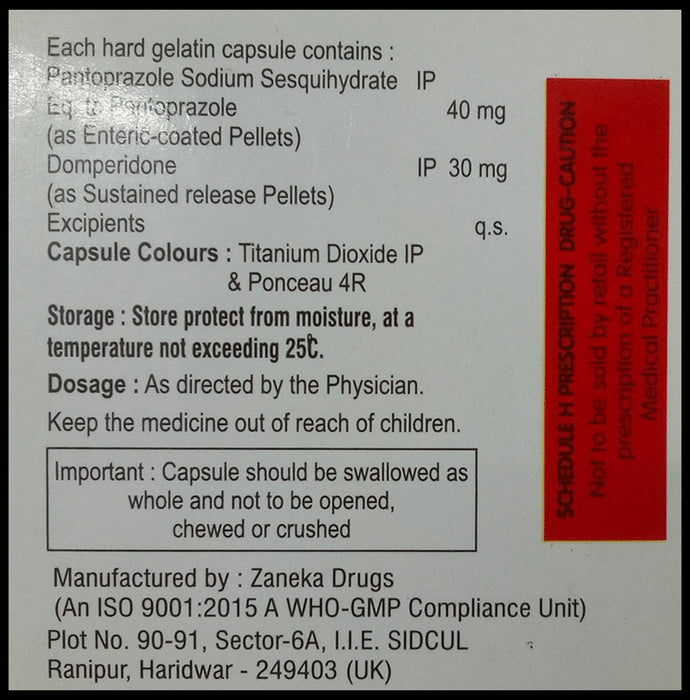 Each hard gelatin capsule contains :
Pantoprazole Sodium Sesquihydrate IP
Eq. to Pantoprazole 40 mg
(as Enteric-coated Pellets)
Domperidone IP 30 mg
(as Sustained release Pellets)
Excipients q.s.
Capsule Colours : Titanium Dioxide IP
& Ponceau 4R
Storage : Store protect from moisture, at a
temperature not exceeding 25℃.
Dosage : As directed by the Physician.
Keep the medicine out of reach of children.
Important : Capsule should be swallowed as
whole and not to be opened,
chewed or crushed
Manufactured by : Zaneka Drugs
(An ISO 9001:2015 A WHO-GMP Compliance Unit)
Plot No. 90-91, Sector-6A, I.I.E. SIDCUL
Ranipur, Haridwar - 249403 (UK)
SCHEDULE H PRESCRIPTION DRUG-CAUTION
Not to be sold by retail without the
prescription of a Registered
Medical Practitioner